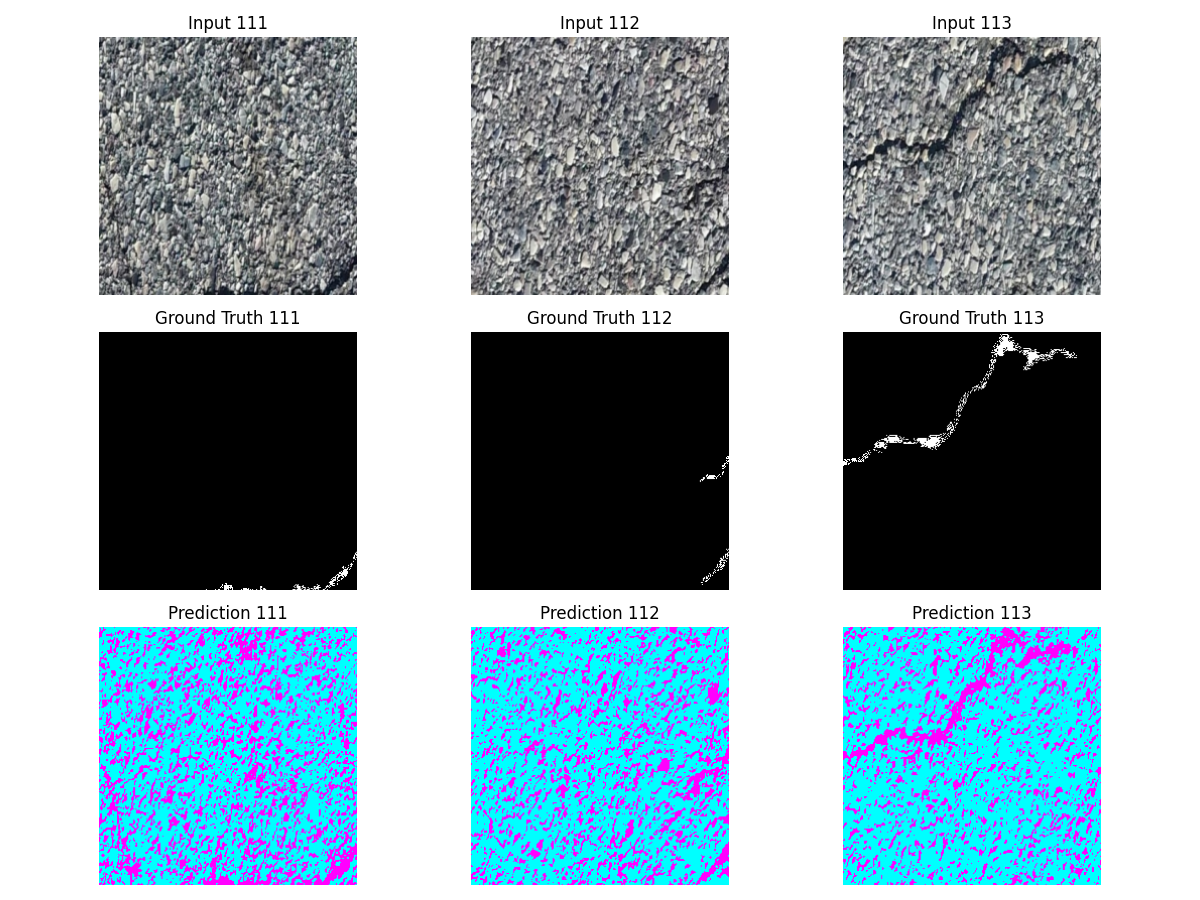 Input 111
Input 112
Input 113
Ground Truth 111
Ground Truth 112
Ground Truth 113
Prediction 111
Prediction 112
Prediction 113